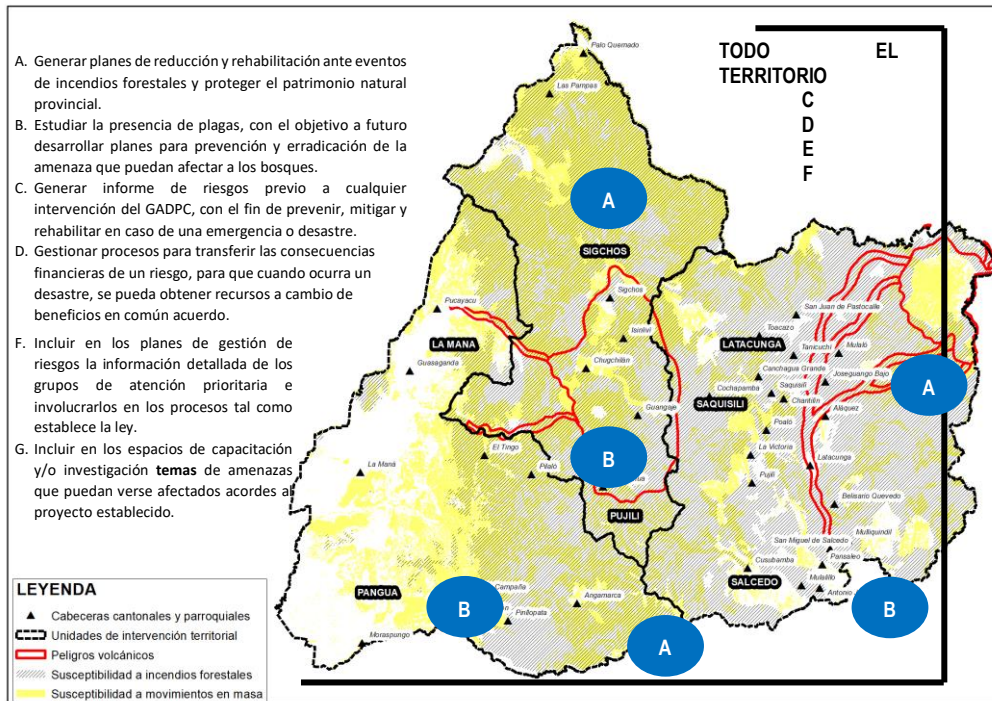 A. Generar planes de reducción y rehabilitación ante eventos
de incendios forestales y proteger el patrimonio natural
provincial.
B. Estudiar la presencia de plagas, con el objetivo a futuro
desarrollar planes para prevención y erradicación de la
amenaza que puedan afectar a los bosques.
C. Generar informe de riesgos previo a cualquier
intervención del GADPC, con el fin de prevenir, mitigar y
rehabilitar en caso de una emergencia o desastre.
D. Gestionar procesos para transferir las consecuencias
financieras de un riesgo, para que cuando ocurra un
desastre, se pueda obtener recursos a cambio de
beneficios en común acuerdo.
F. Incluir en los planes de gestión de
riesgos la información detallada de los
grupos de atención prioritaria e
involucrarlos en los procesos tal como
establece la ley.
G. Incluir en los espacios de capacitación
y/o investigación temas de amenazas
que puedan verse afectados acordes a
proyecto establecido.
TODO EL
TERRITORIO
C
D
E
F
Palo Quemado
Las Pampas
A
SIGCHOS
Sigchos
Pucayacu
Isinliví
LA MANA
Chugchilán
Guasaganda
Guangaje
San Juan de Pastocalle
Toacazo
LATACUNGA
Tanicuchi
Mulaló
Canchagua Grande
Joseguango Bajo
A
Cochapamba
Saquisilí
SAQUISILI
Chantilín
Aláquez
Poaló
El Tingo
La Victoria
B
La Maná
Pilaló
Latacunga
Pujilí
PUJILI
Belisario Quevedo
Mulliquindil
San Miguel de Salcedo
Cusubamba
Pansaleo
PANGUA
SALCEDO
Mulalillo
Antonio
B
B
Campaña
Angamarca
Pinllopata
Moraspungo
A
LEYENDA
Cabeceras cantonales y parroquiales
Unidades de intervención territorial
Peligros volcánicos
Susceptibilidad a incendios forestales
Susceptibilidad a movimientos en masa